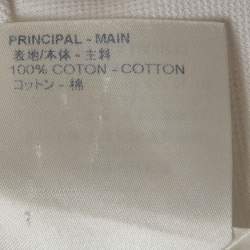 PRINCIPAL - MAIN
表地/本体 - 主料
100% COTON - COTTON
コットン - 棉